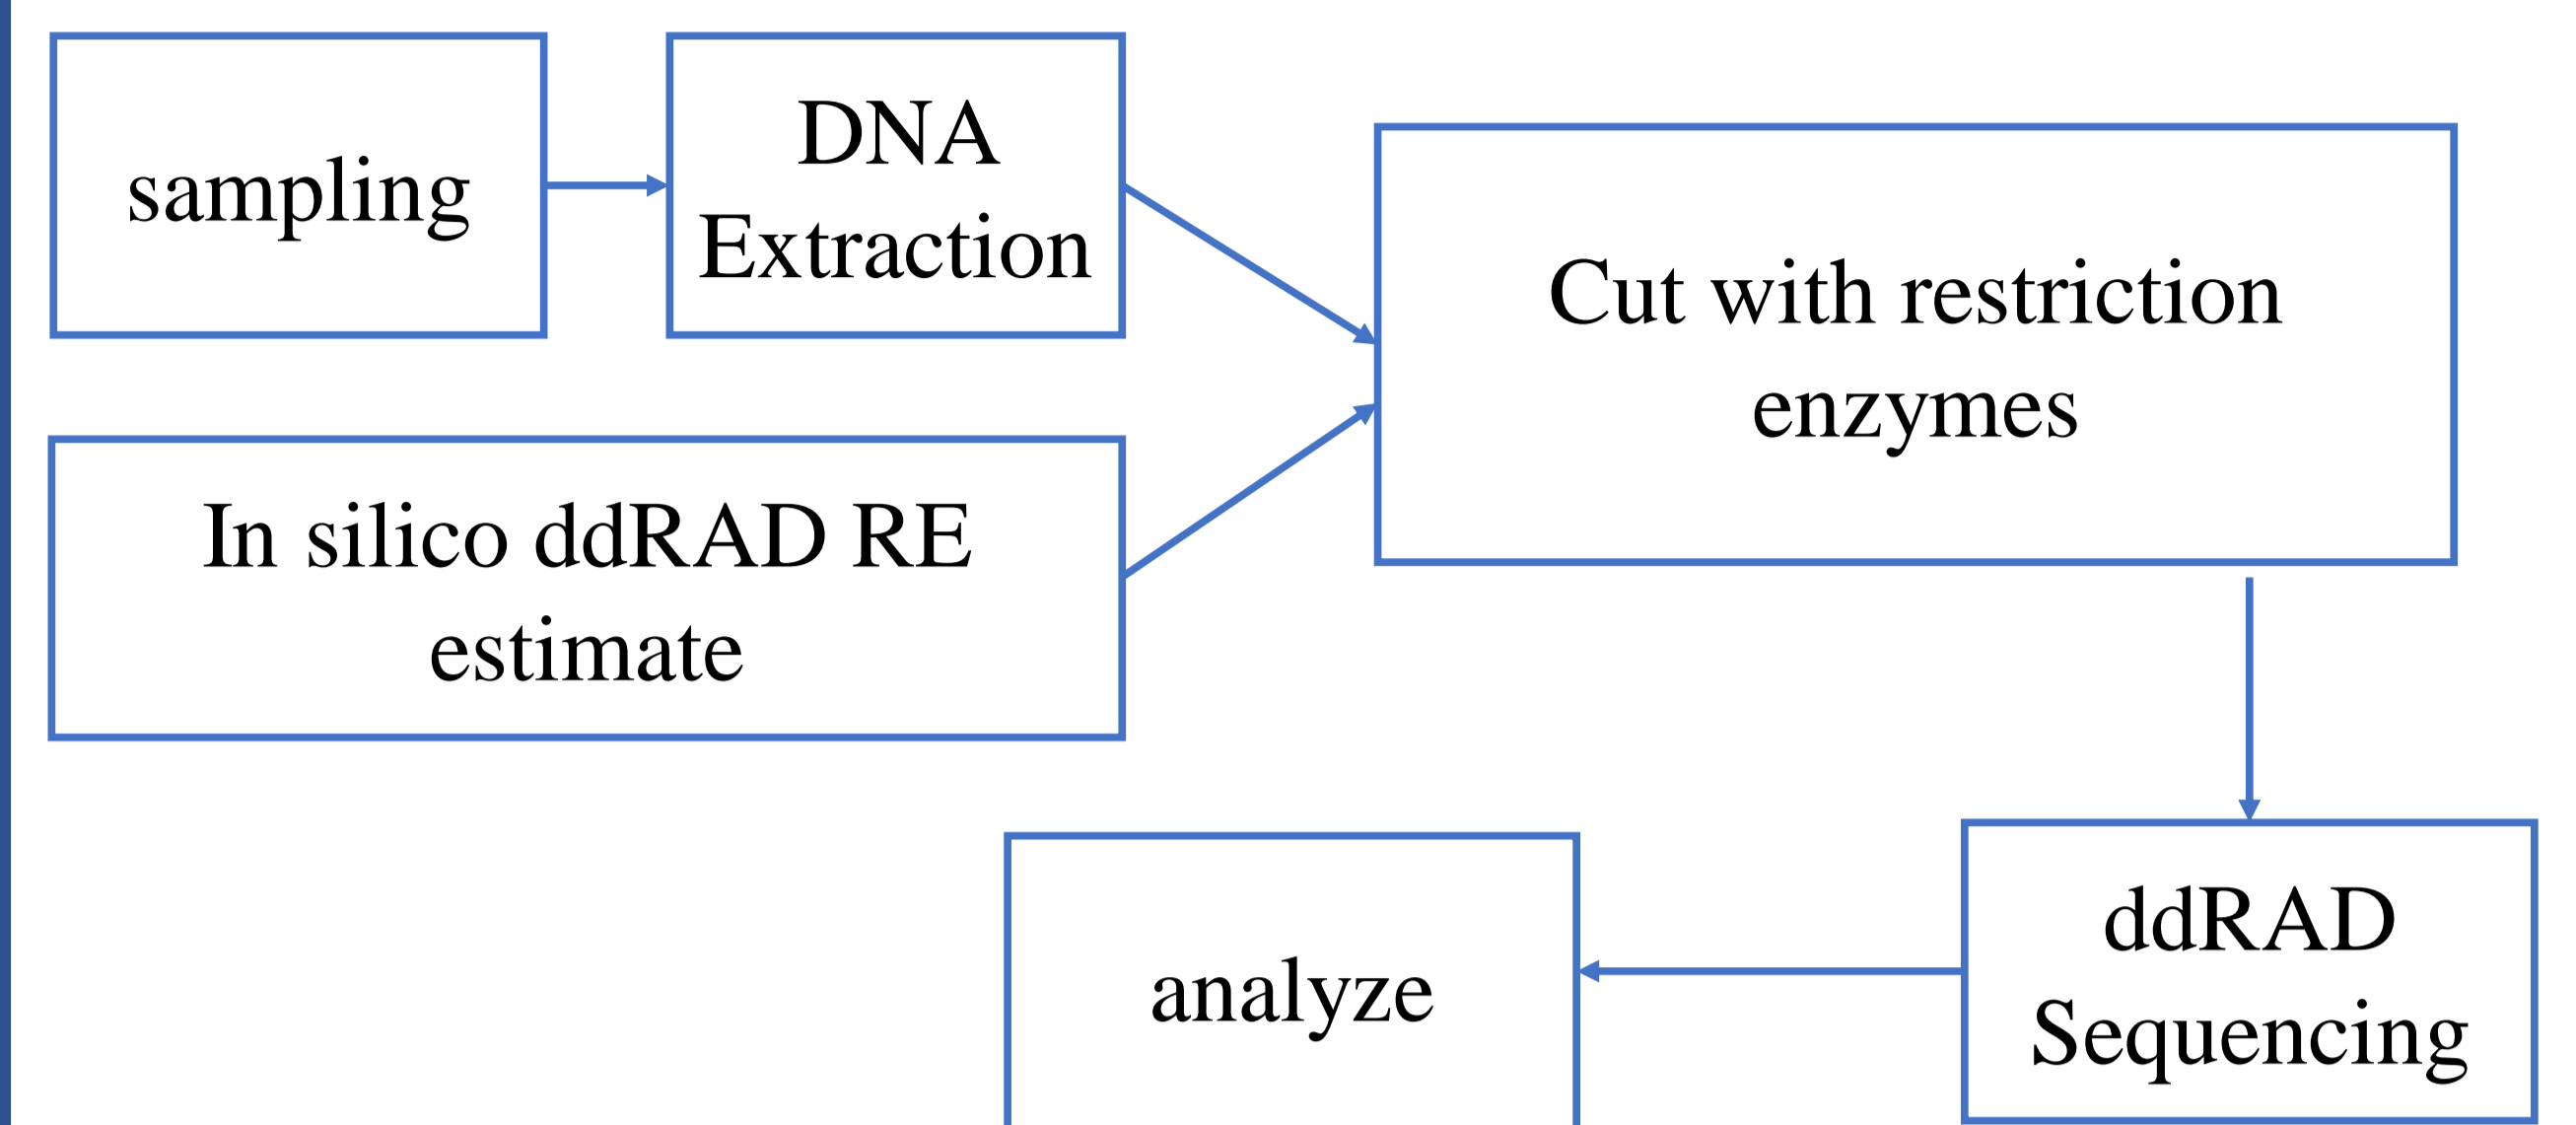 sampling
DNA
Extraction
Cut with restriction
enzymes
In silico ddRAD RE
estimate
ddRAD
Sequencing
analyze